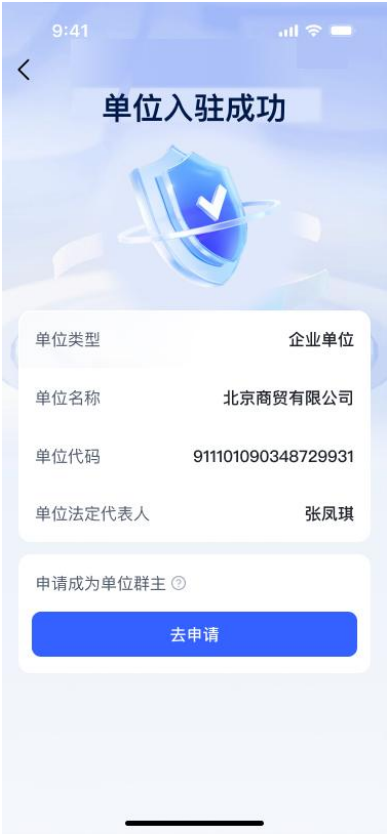 9:41
单位入驻成功
单位类型 企业单位
单位名称 北京商贸有限公司
单位代码 911101090348729931
单位法定代表人 张凤琪
申请成为单位群主
去申请